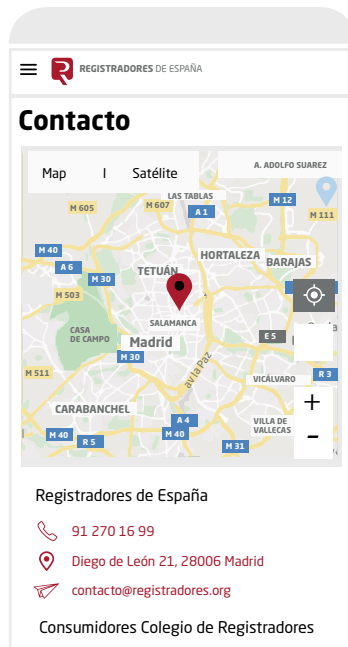 REGISTRADORES DE ESPAÑA
Contacto
Map | Satélite
A. ADOLFO SUAREZ
LAS TABLAS
M 12
M 605
M 607
A 1
M 111
M 40
HORTALEZA
BARAJAS
A 6
TETUÁN
M 30
M 503
SALAMANCA
CASA
DE CAMPO
Madrid
E 5
M 30
av la Paz
M 511
VICÁLVARO
R 3
CARABANCHEL
+
A 4
VILLA DE
VALLECAS
M 40
R 5
M 40
M 31
-
Registradores de España
91 270 16 99
Diego de León 21, 28006 Madrid
contacto@registradores.org
Consumidores Colegio de Registradores